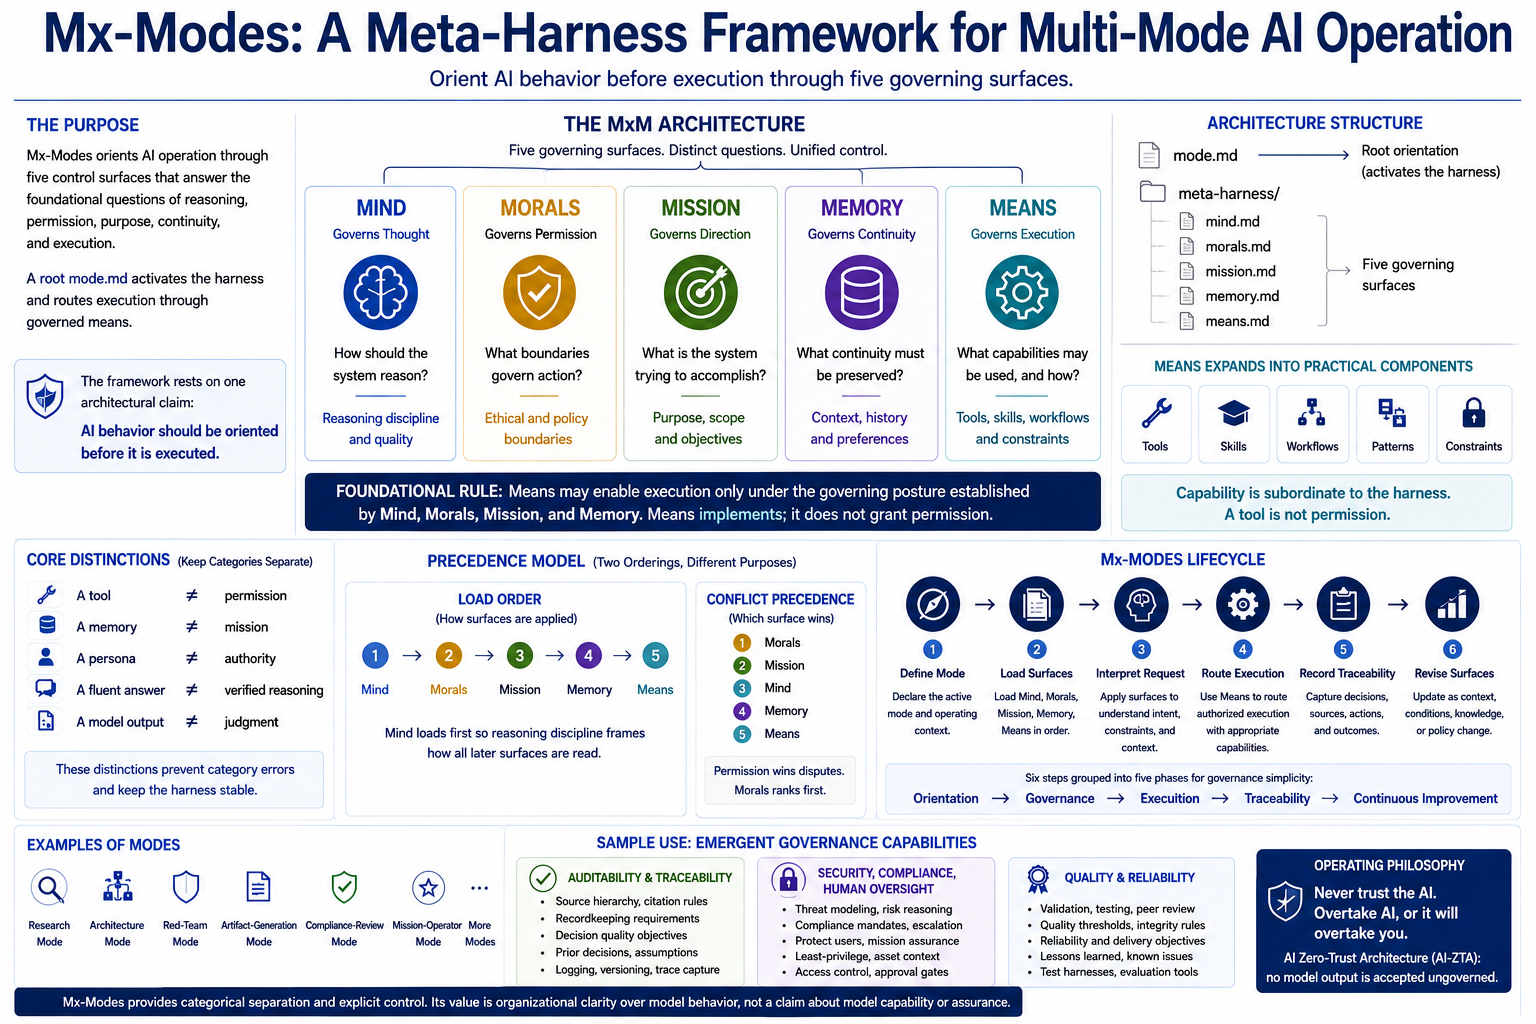 Mx-Modes: A Meta-Harness Framework for Multi-Mode AI Operation
Orient AI behavior before execution through five governing surfaces.
THE PURPOSE
Mx-Modes orients AI operation through
five control surfaces that answer the
foundational questions of reasoning,
permission, purpose, continuity,
and execution.
A root mode.md activates the harness
and routes execution through
governed means.
The framework rests on one
architectural claim:
AI behavior should be oriented
before it is executed.
THE MxM ARCHITECTURE
Five governing surfaces. Distinct questions. Unified control.
MIND
Governs Thought
How should the
system reason?
Reasoning discipline
and quality
MORALS
Governs Permission
What boundaries
govern action?
Ethical and policy
boundaries
MISSION
Governs Direction
What is the system
trying to accomplish?
Purpose, scope
and objectives
MEMORY
Governs Continuity
What continuity must
be preserved?
Context, history
and preferences
MEANS
Governs Execution
What capabilities may
be used, and how?
Tools, skills, workflows
and constraints
FOUNDATIONAL RULE: Means may enable execution only under the governing posture established
by Mind, Morals, Mission, and Memory. Means implements; it does not grant permission.
ARCHITECTURE STRUCTURE
mode.md
Root orientation
(activates the harness)
meta-harness/
mind.md
morals.md
mission.md
memory.md
means.md
Five governing
surfaces
MEANS EXPANDS INTO PRACTICAL COMPONENTS
Tools
Skills
Workflows
Patterns
Constraints
Capability is subordinate to the harness.
A tool is not permission.
CORE DISTINCTIONS (Keep Categories Separate)
A tool ≠ permission
A memory ≠ mission
A persona ≠ authority
A fluent answer ≠ verified reasoning
A model output ≠ judgment
These distinctions prevent category errors
and keep the harness stable.
PRECEDENCE MODEL (Two Orderings, Different Purposes)
LOAD ORDER
(How surfaces are applied)
1 → 2 → 3 → 4 → 5
Mind Morals Mission Memory Means
Mind loads first so reasoning discipline frames
how all later surfaces are read.
CONFLICT PRECEDENCE
(Which surface wins)
1 Morals
2 Mission
3 Mind
4 Memory
5 Means
Permission wins disputes.
Morals ranks first.
Mx-MODES LIFECYCLE
1
Define Mode
Declare the active
mode and operating
context.
2
Load Surfaces
Load Mind, Morals,
Mission, Memory,
Means in order.
3
Interpret Request
Apply surfaces to
understand intent,
constraints, and
context.
4
Route Execution
Use Means to route
authorized execution
with appropriate
capabilities.
5
Record Traceability
Capture decisions,
sources, actions,
and outcomes.
6
Revise Surfaces
Update as context,
conditions, knowledge,
or policy change.
Six steps grouped into five phases for governance simplicity:
Orientation → Governance → Execution → Traceability → Continuous Improvement
EXAMPLES OF MODES
Research
Mode
Architecture
Mode
Red-Team
Mode
Artifact-Generation
Mode
Compliance-Review
Mode
Mission-Operator
Mode
...
More
Modes
SAMPLE USE: EMERGENT GOVERNANCE CAPABILITIES
AUDITABILITY & TRACEABILITY
• Source hierarchy, citation rules
• Recordkeeping requirements
• Decision quality objectives
• Prior decisions, assumptions
• Logging, versioning, trace capture
SECURITY, COMPLIANCE,
HUMAN OVERSIGHT
• Threat modeling, risk reasoning
• Compliance mandates, escalation
• Protect users, mission assurance
• Least-privilege, asset context
• Access control, approval gates
QUALITY & RELIABILITY
• Validation, testing, peer review
• Quality thresholds, integrity rules
• Reliability and delivery objectives
• Lessons learned, known issues
• Test harnesses, evaluation tools
OPERATING PHILOSOPHY
Never trust the AI.
Overtake AI, or it will
overtake you.
AI Zero-Trust Architecture (AI-ZTA):
no model output is accepted ungoverned.
Mx-Modes provides categorical separation and explicit control. Its value is organizational clarity over model behavior, not a claim about model capability or assurance.